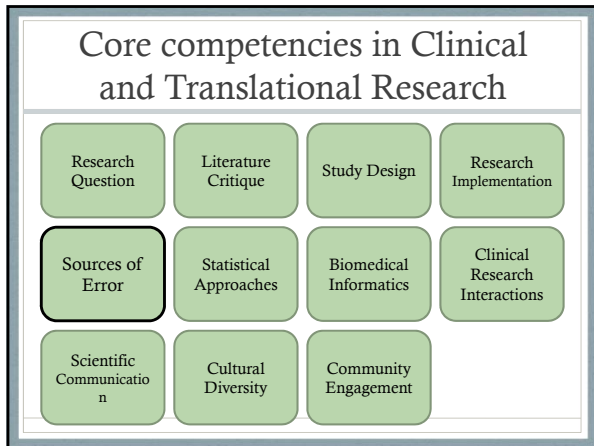 Core competencies in Clinical
and Translational Research
Research
Question
Literature
Critique
Study Design
Research
Implementation
Sources of
Error
Statistical
Approaches
Biomedical
Informatics
Clinical
Research
Interactions
Scientific
Communicatio
n
Cultural
Diversity
Community
Engagement